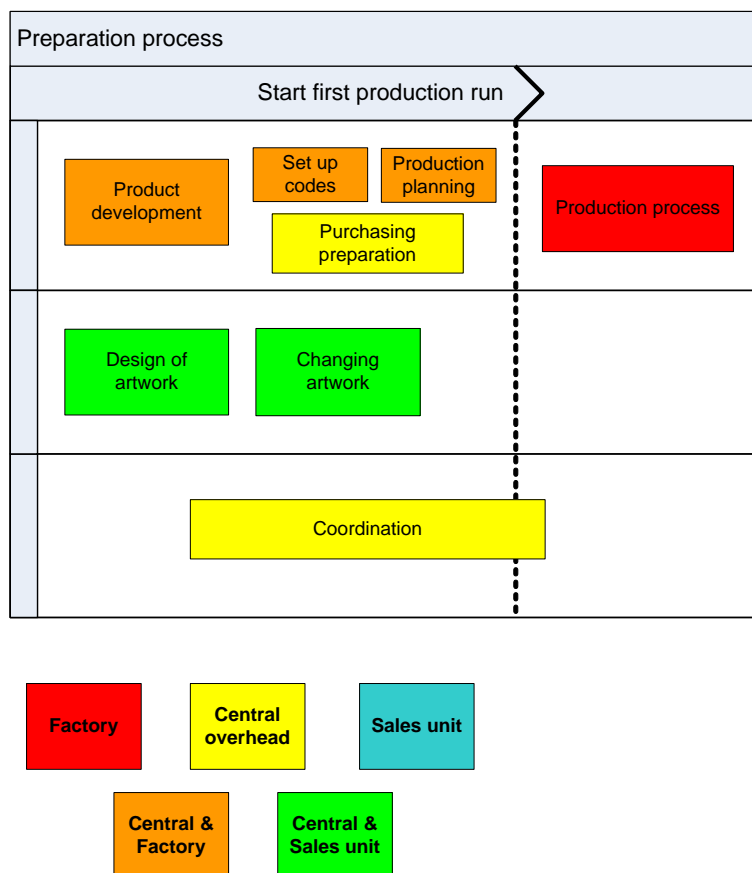 Preparation process
Start first production run
Product
development
Set up
codes
Production
planning
Purchasing
preparation
Production process
Design of
artwork
Changing
artwork
Coordination
Factory
Central
overhead
Sales unit
Central &
Factory
Central &
Sales unit